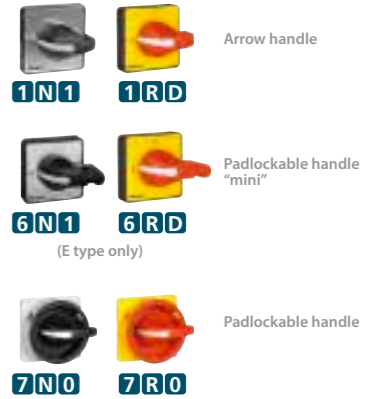 Arrow handle
1N1 1RD
Padlockable handle
“mini”
6N1 6RD
(E type only)
Padlockable handle
7N0 7R0